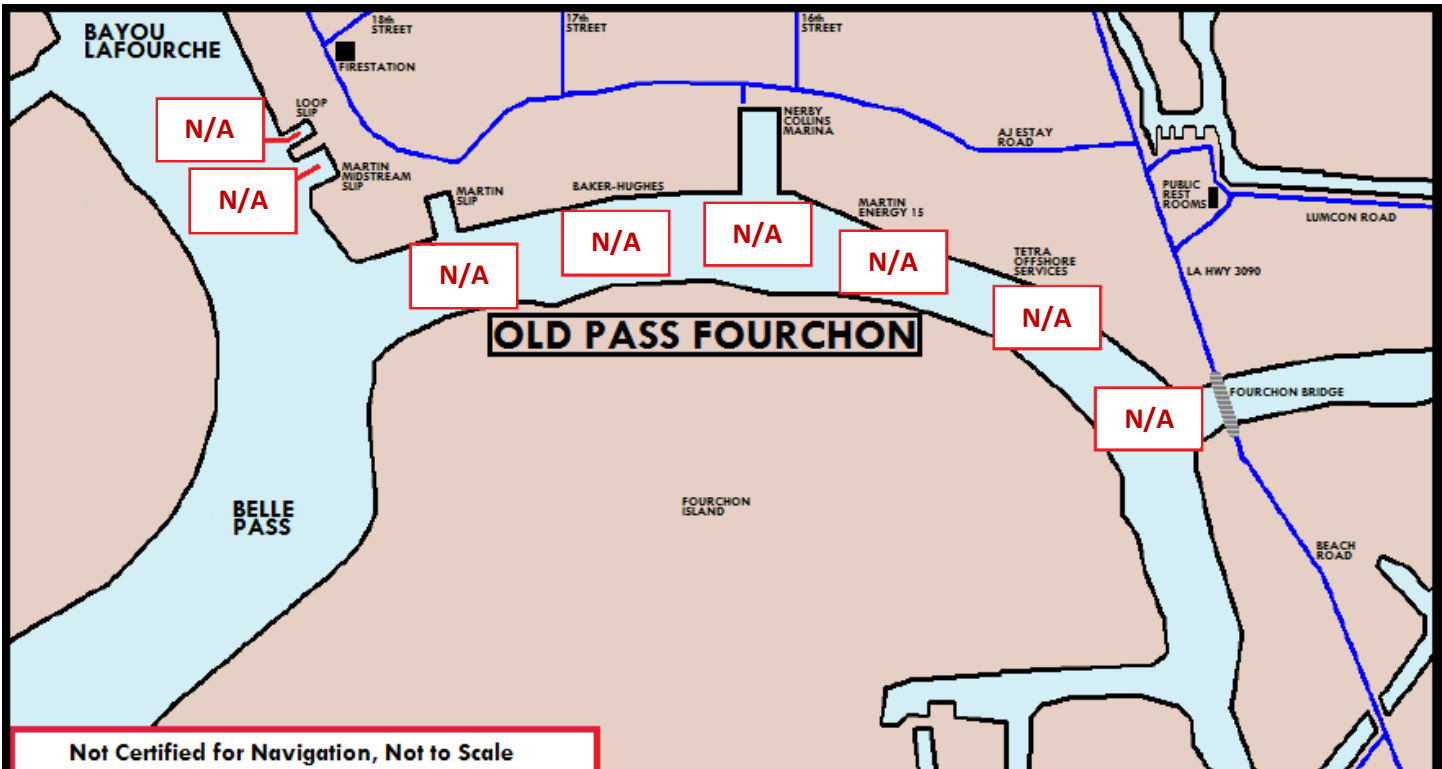 BAYOU
LAFOURCHE
18th
STREET
17th
STREET
16th
STREET
FIRESTATION
LOOP
SLIP
N/A
NERBY
COLLINS
MARINA
AJ ESTAY
ROAD
MARTIN
MIDSTREAM
SLIP
N/A
MARTIN
SLIP
BAKER-HUGHES
PUBLIC
REST
ROOMS
MARTIN
ENERGY 15
LUMCON ROAD
N/A
N/A
N/A
N/A
TETRA
OFFSHORE
SERVICES
LA HWY 3090
N/A
OLD PASS FOURCHON
FOURCHON BRIDGE
N/A
BELLE
PASS
FOURCHON
ISLAND
BEACH
ROAD
Not Certified for Navigation, Not to Scale